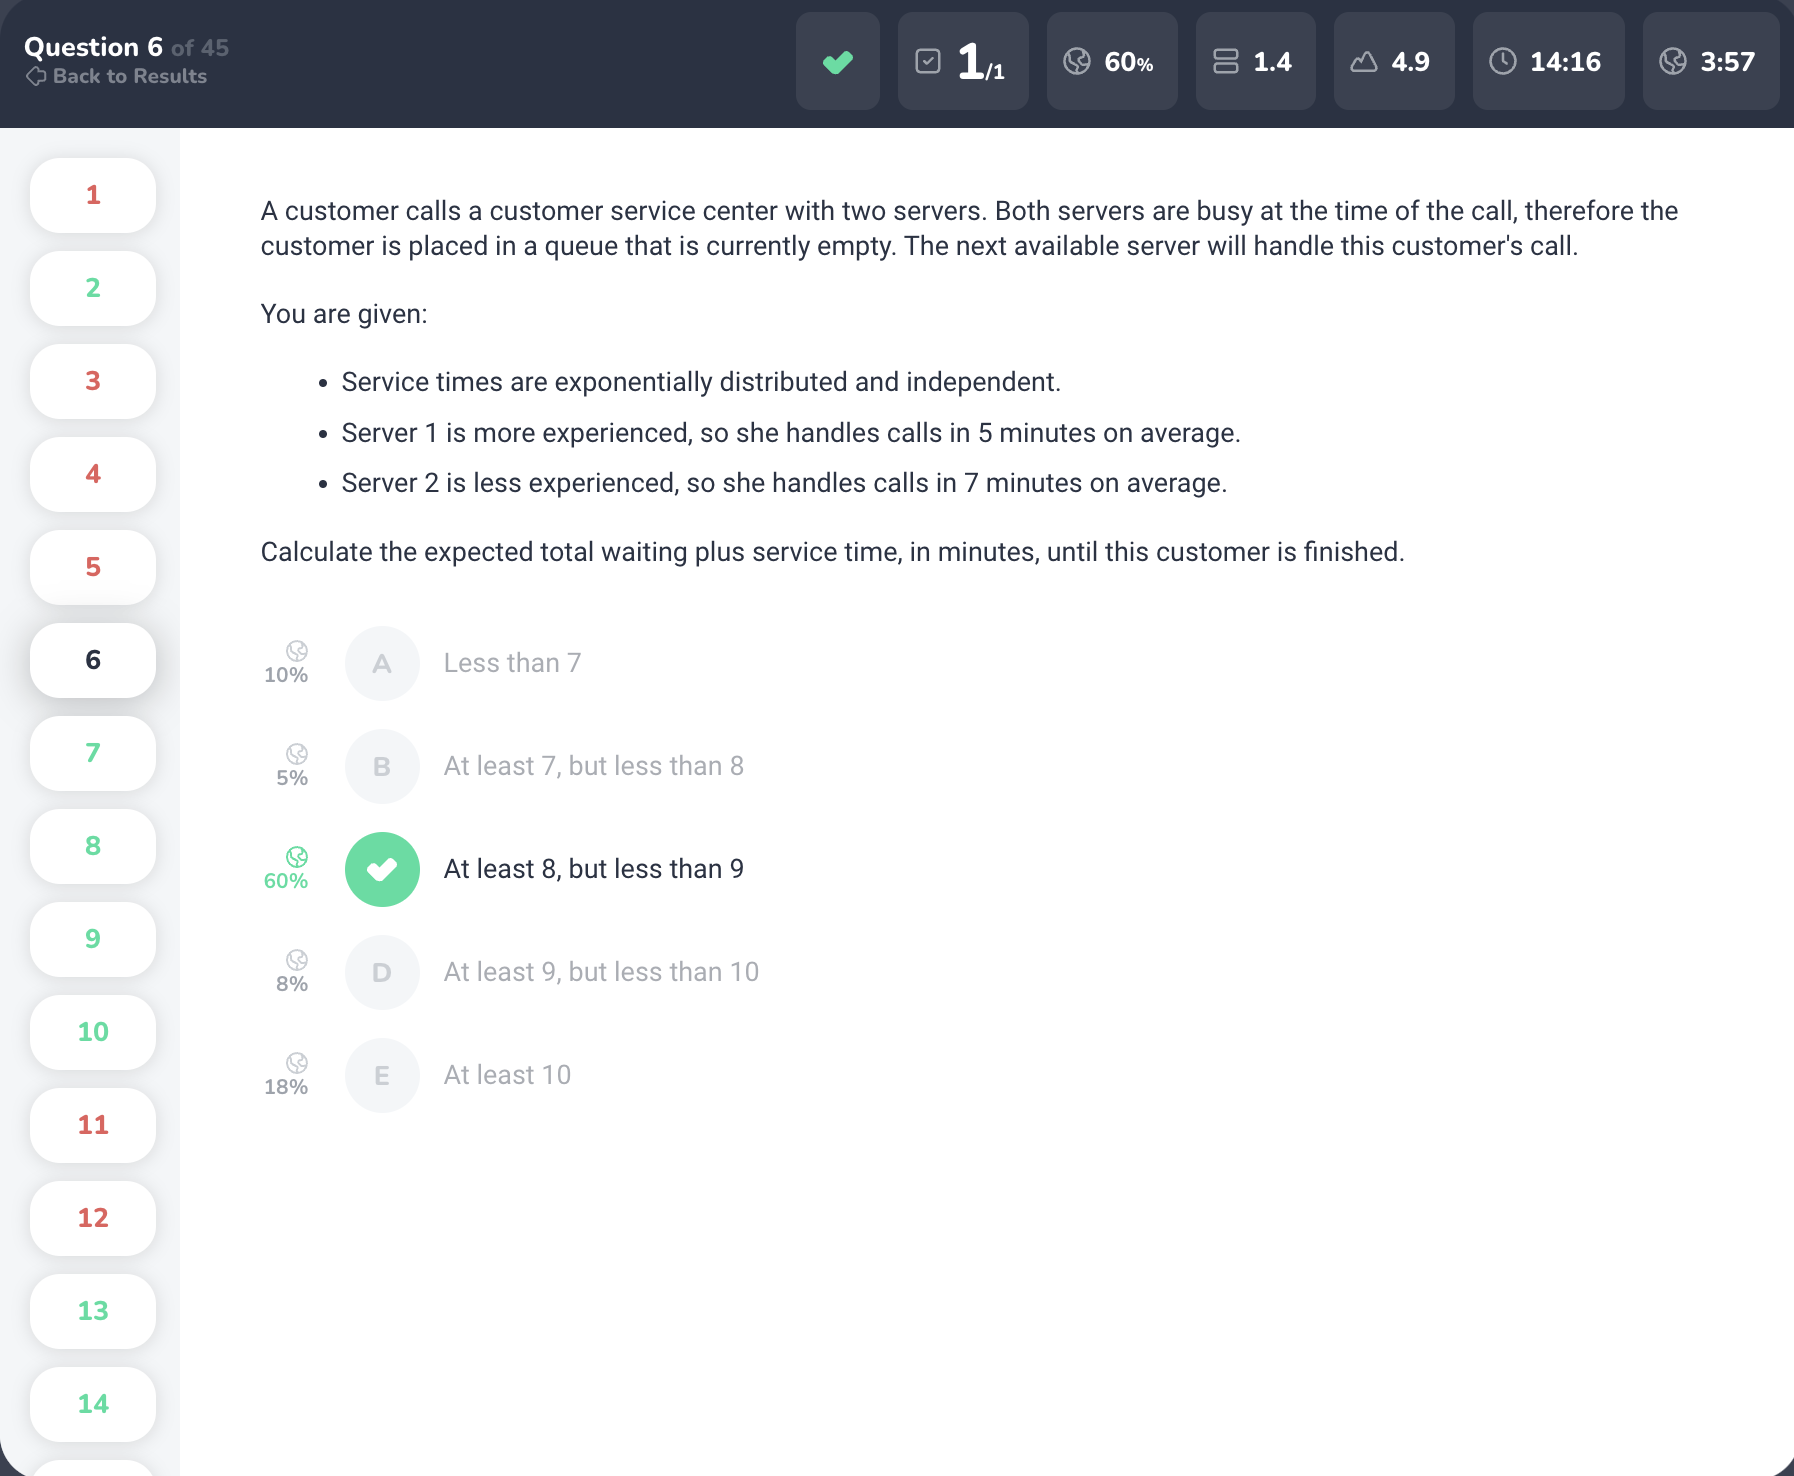 Question 6 of 45
Back to Results
1/1
60%
1.4
4.9
14:16
3:57
1
2
3
4
5
6
7
8
9
10
11
12
13
14
A customer calls a customer service center with two servers. Both servers are busy at the time of the call, therefore the
customer is placed in a queue that is currently empty. The next available server will handle this customer's call.
You are given:
• Service times are exponentially distributed and independent.
• Server 1 is more experienced, so she handles calls in 5 minutes on average.
• Server 2 is less experienced, so she handles calls in 7 minutes on average.
Calculate the expected total waiting plus service time, in minutes, until this customer is finished.
10% A Less than 7
5% B At least 7, but less than 8
60% At least 8, but less than 9
8% D At least 9, but less than 10
18% E At least 10